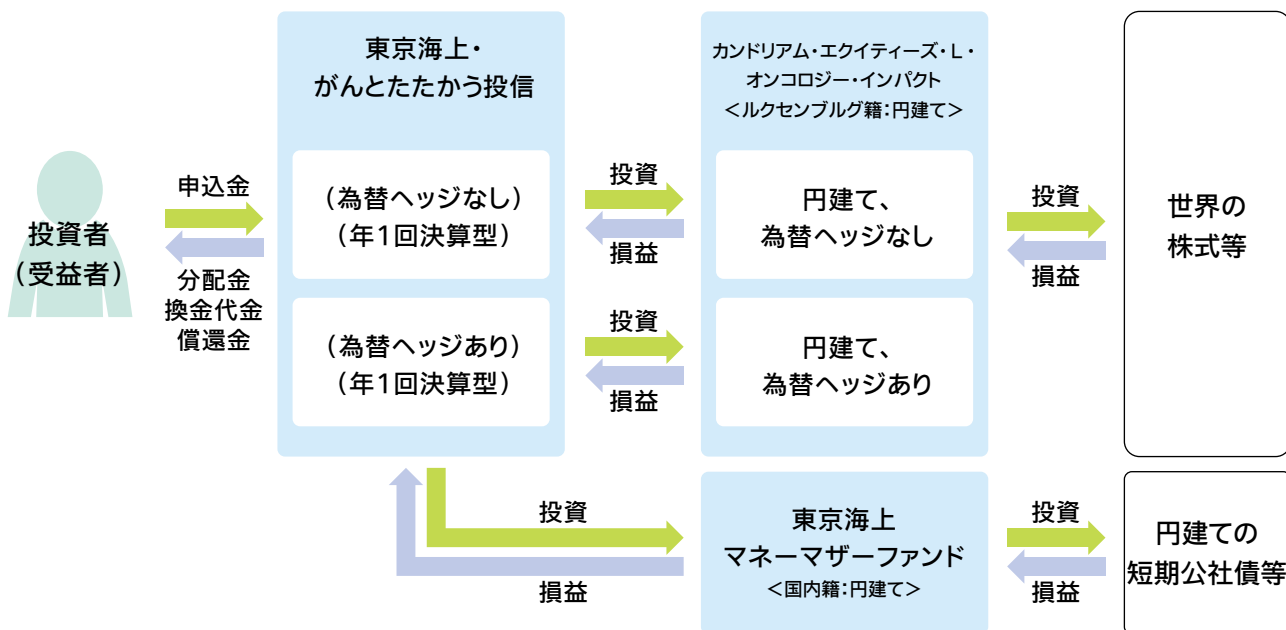 東京海上・
がんとたたかう投信
カンドリアム・エクイティーズ・L・
オンコロジー・インパクト
＜ルクセンブルグ籍：円建て＞
投資者
（受益者）
申込金
分配金
換金代金
償還金
（為替ヘッジなし）
（年1回決算型）
投資
損益
円建て、
為替ヘッジなし
投資
損益
世界の
株式等
（為替ヘッジあり）
（年1回決算型）
投資
損益
円建て、
為替ヘッジあり
投資
損益
東京海上
マネーマザーファンド
＜国内籍：円建て＞
投資
損益
円建ての
短期公社債等